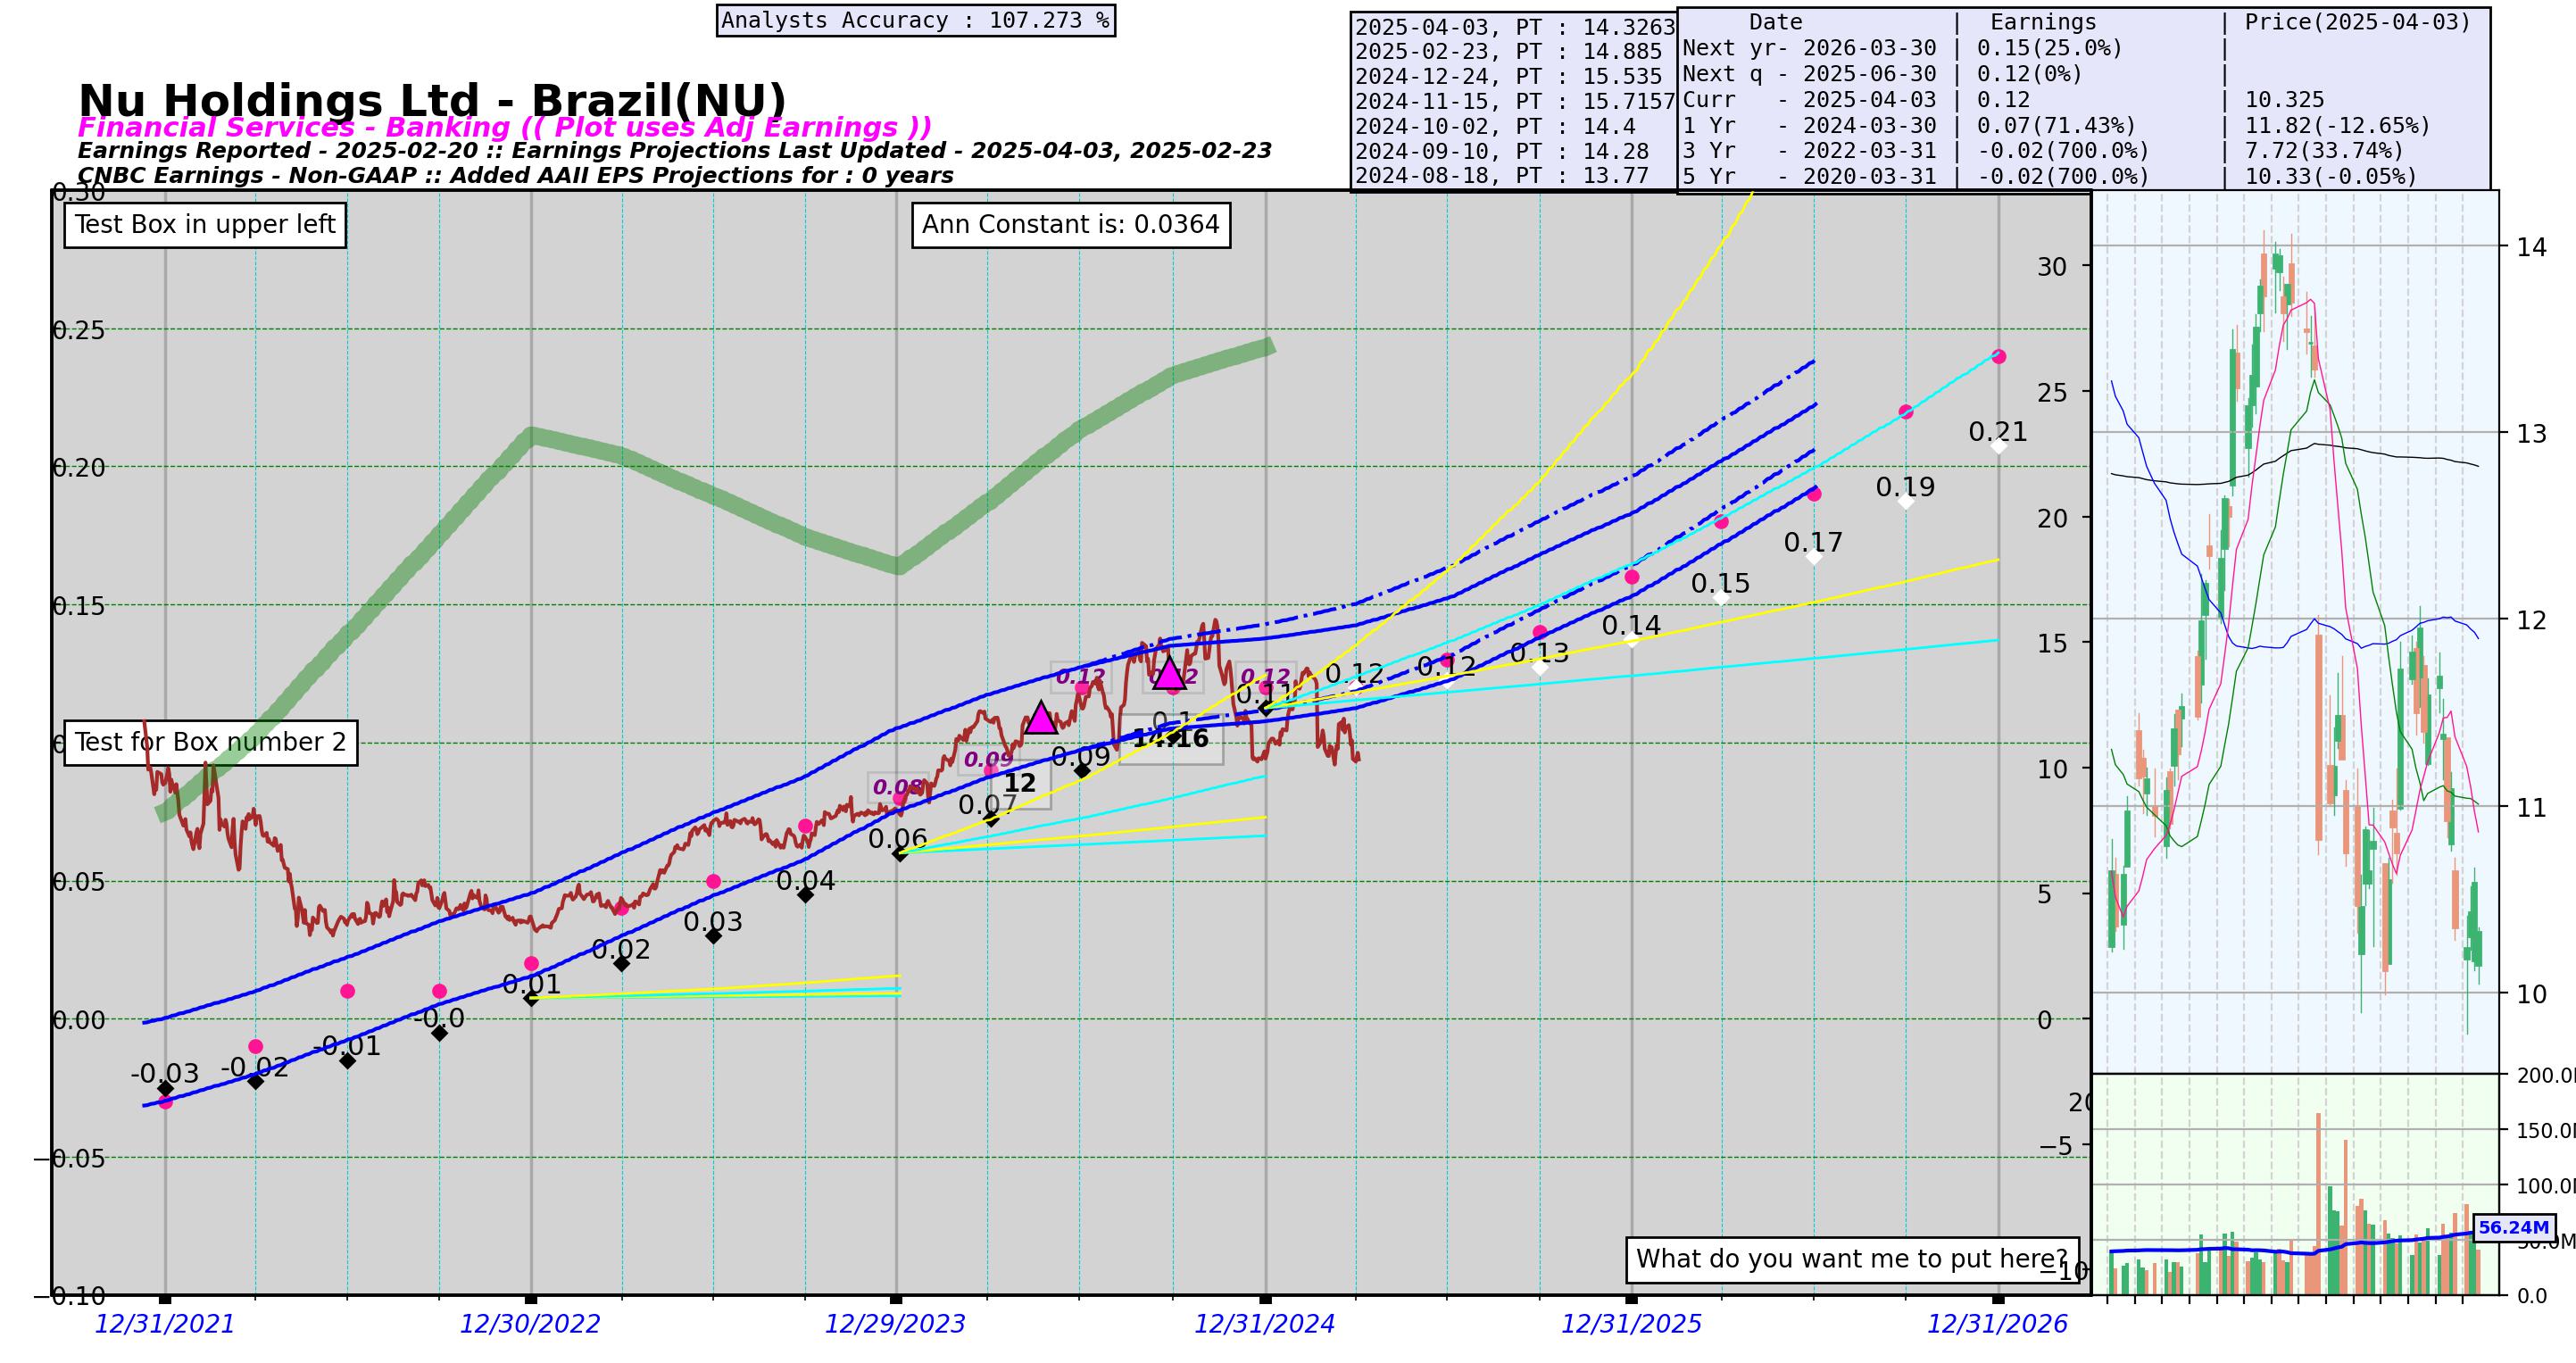 Analysts Accuracy : 107.273 %
2025-04-03, PT : 14.3263
2025-02-23, PT : 14.885
2024-12-24, PT : 15.535
2024-11-15, PT : 15.7157
2024-10-02, PT : 14.4
2024-09-10, PT : 14.28
2024-08-18, PT : 13.77
Date | Earnings | Price(2025-04-03)
Next yr- 2026-03-30 | 0.15(25.0%) |
Next q - 2025-06-30 | 0.12(0%) |
Curr - 2025-04-03 | 0.12 | 10.325
1 Yr - 2024-03-30 | 0.07(71.43%) | 11.82(-12.65%)
3 Yr - 2022-03-31 | -0.02(700.0%) | 7.72(33.74%)
5 Yr - 2020-03-31 | -0.02(700.0%) | 10.33(-0.05%)
Nu Holdings Ltd - Brazil(NU)
Financial Services - Banking (( Plot uses Adj Earnings ))
Earnings Reported - 2025-02-20 :: Earnings Projections Last Updated - 2025-04-03, 2025-02-23
CNBC Earnings - Non-GAAP :: Added AAII EPS Projections for : 0 years
Test Box in upper left
Ann Constant is: 0.0364
Test for Box number 2
What do you want me to put here?
0.30
0.25
0.20
0.15
0.05
0.00
−0.05
−0.10
-0.03
-0.02
-0.01
-0.0
0.01
0.02
0.03
0.04
0.06
0.07
0.09
0.1
0.11
0.12
0.12
0.13
0.14
0.15
0.17
0.19
0.21
0.08
0.09
0.12
0.12
12
14.16
30
25
20
15
10
5
0
−5
−10
14
13
12
11
10
200.0
150.0
100.0
56.24M
0.0
12/31/2021
12/30/2022
12/29/2023
12/31/2024
12/31/2025
12/31/2026